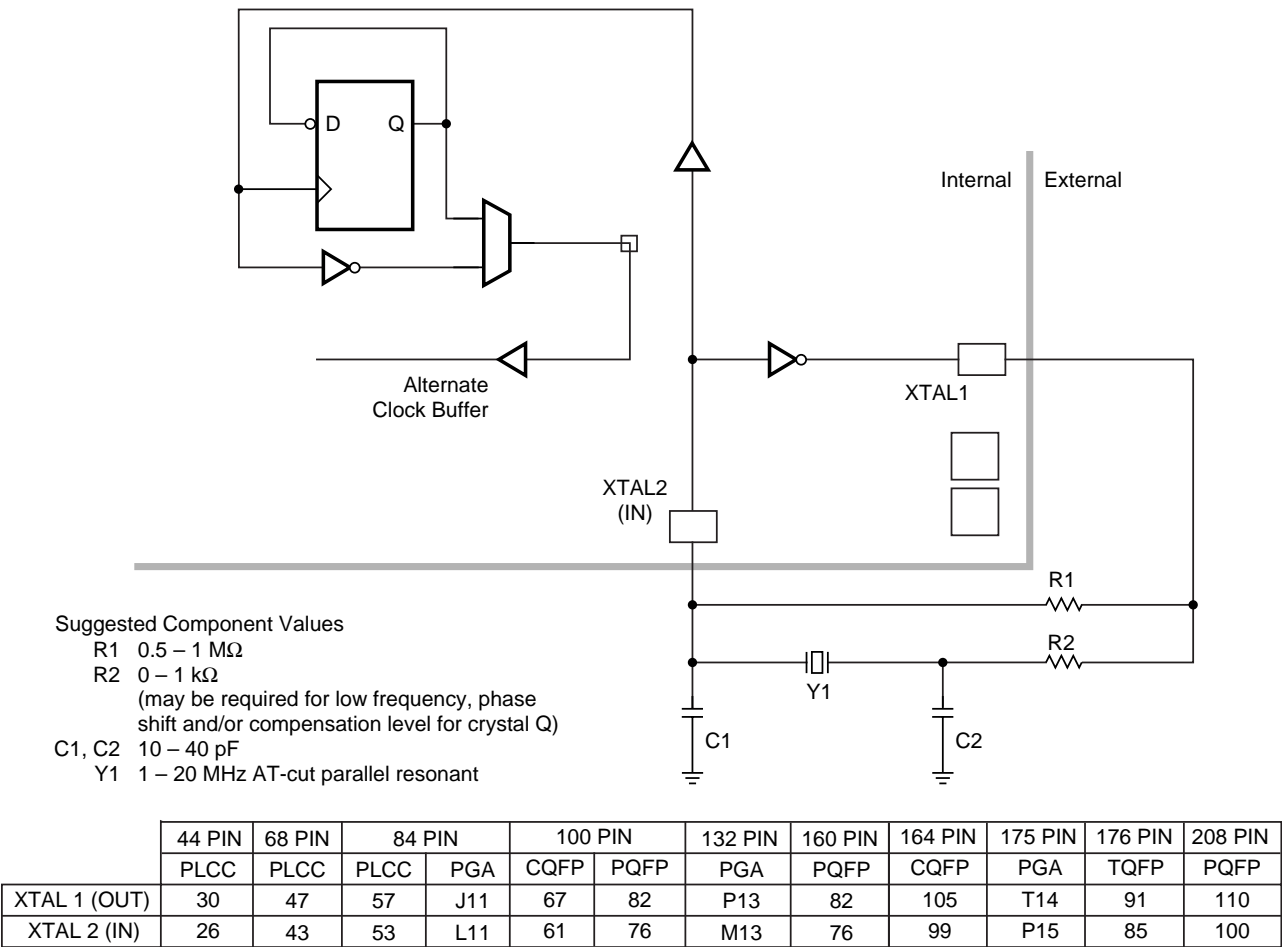 D Q
Internal External
Alternate
Clock Buffer
XTAL1
XTAL2
(IN)
R1
R2
Y1
C1
C2
Suggested Component Values
R1 0.5 – 1 MΩ
R2 0 – 1 kΩ
(may be required for low frequency, phase
shift and/or compensation level for crystal Q)
C1, C2 10 – 40 pF
Y1 1 – 20 MHz AT-cut parallel resonant
44 PIN 68 PIN 84 PIN 100 PIN 132 PIN 160 PIN 164 PIN 175 PIN 176 PIN 208 PIN
PLCC PLCC PLCC PGA CQFP PQFP PGA PQFP CQFP PGA TQFP PQFP
XTAL 1 (OUT) 30 47 57 J11 67 82 P13 82 105 T14 91 110
XTAL 2 (IN) 26 43 53 L11 61 76 M13 76 99 P15 85 100